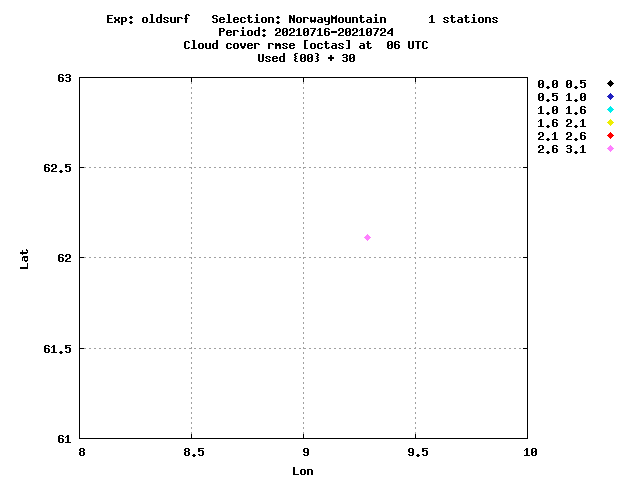 Exp: oldsurf   Selection: NorwayMountain      1 stations
Period: 20210716-20210724
Cloud cover rmse [octas] at  06 UTC
Used {00} + 30
0.0 0.5
0.5 1.0
1.0 1.6
1.6 2.1
2.1 2.6
2.6 3.1
63
62.5
62
61.5
61
Lat
8
8.5
9
9.5
10
Lon